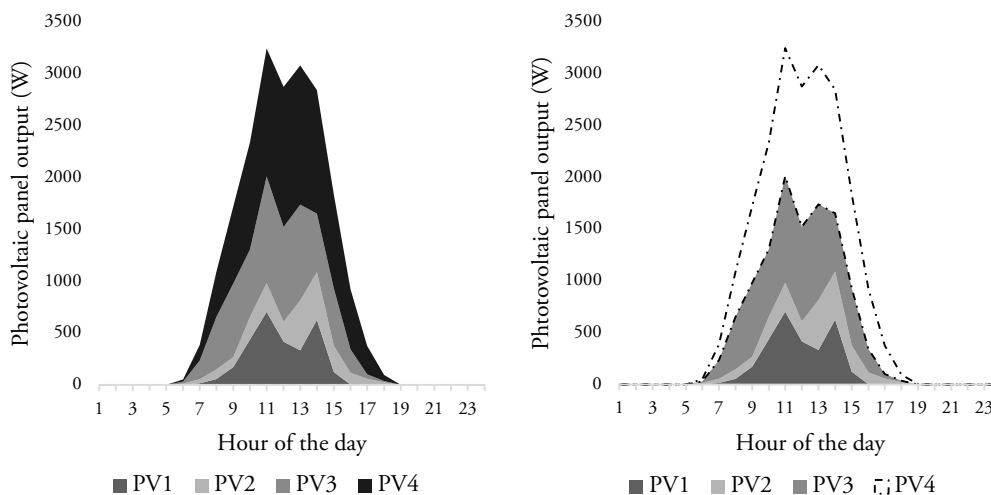 Photovoltaic panel output (W)
3500
3000
2500
2000
1500
1000
500
0
1 3 5 7 9 11 13 15 17 19 21 23
Hour of the day
PV1 PV2 PV3 PV4
Phtotovoltaic panel output (W)
3500
3000
2500
2000
1500
1000
500
0
1 3 5 7 9 11 13 15 17 19 21 23
Hour of the day
PV1 PV2 PV3 PV4